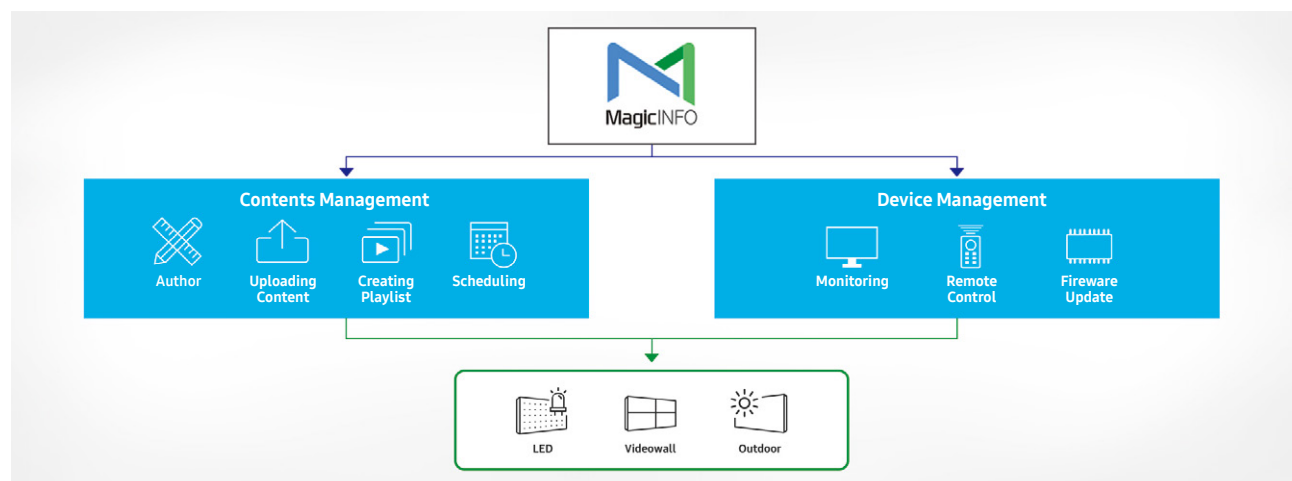 MagicINFO
Contents Management
Author
Uploading
Content
Creating
Playlist
Scheduling
Device Management
Monitoring
Remote
Control
Fireware
Update
LED
Videowall
Outdoor